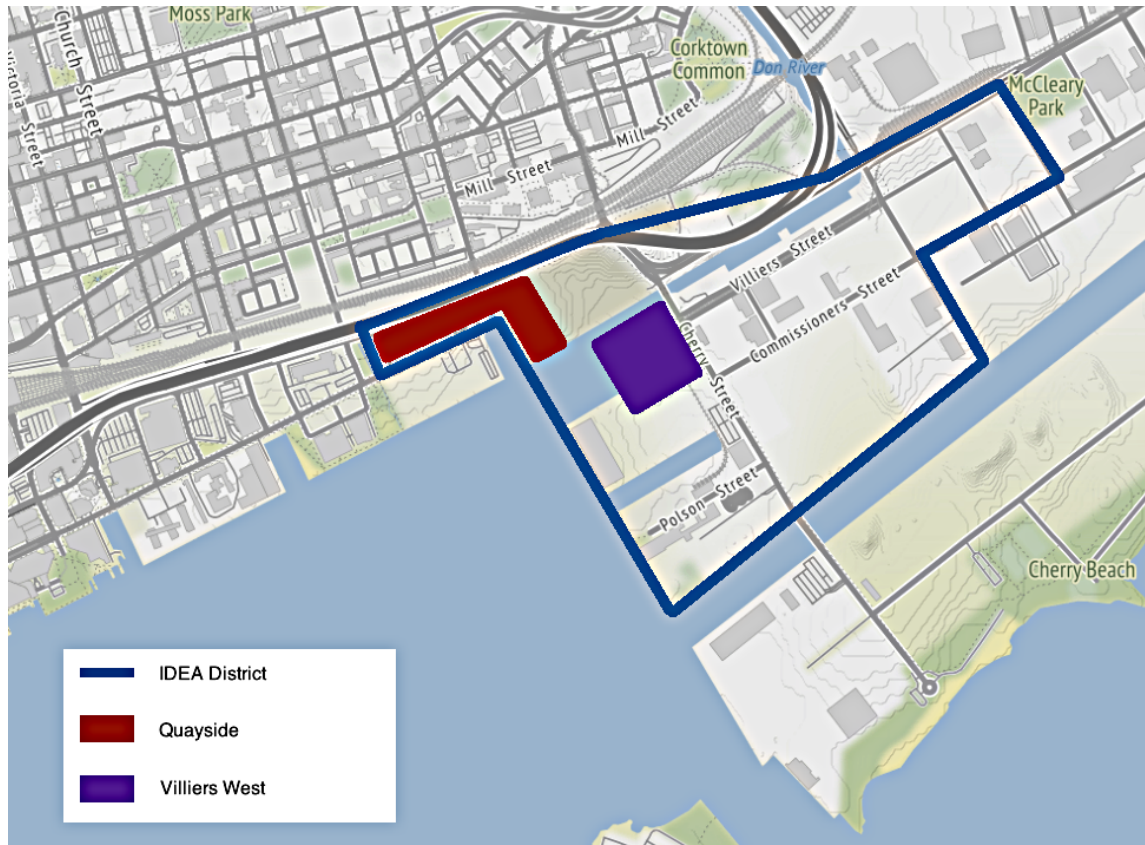 Moss Park
Church Street
Victoria
Street
Corktown
Common
Don River
McCleary
Park
Mill Street
Mill Street
Villiers Street
Commissioners Street
Cherry Street
Polson Street
Cherry Beach
IDEA District
Quayside
Villiers West